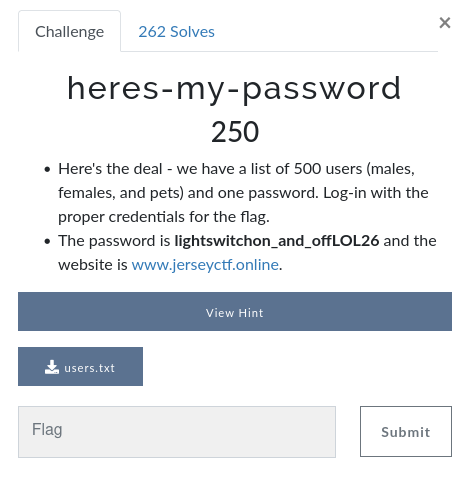 Challenge
262 Solves
×
heres-my-password
250
• Here's the deal - we have a list of 500 users (males,
females, and pets) and one password. Log-in with the
proper credentials for the flag.
• The password is lightswitchon_and_offLOL26 and the
website is www.jerseyctf.online.
View Hint
users.txt
Flag
Submit